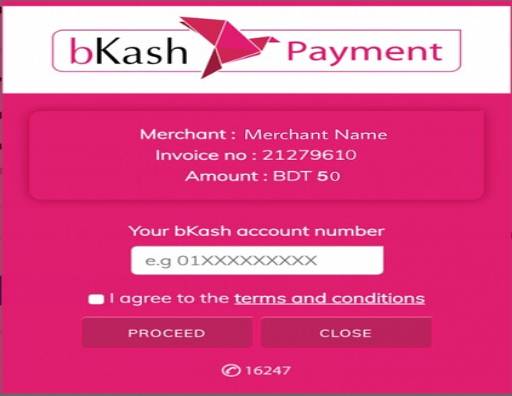 bKash Payment
Merchant : Merchant Name
Invoice no : 21279610
Amount : BDT 50
Your bKash account number
e.g 01XXXXXXXXX
I agree to the terms and conditions
PROCEED CLOSE
16247